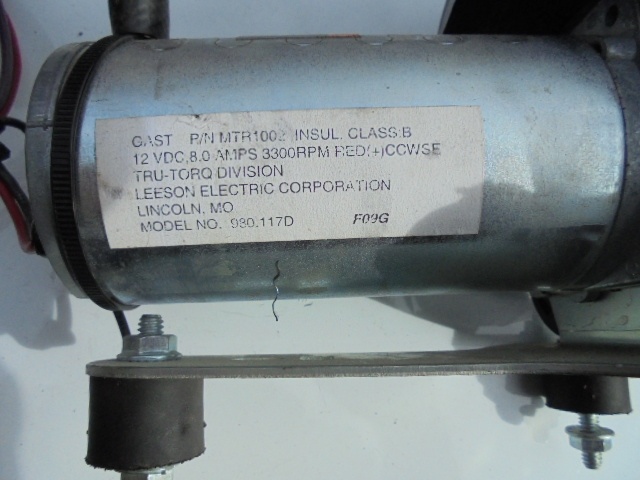 GAST P/N MTR1002 INSUL. CLASS:B
12 VDC,8.0 AMPS 3300RPM RED(+)CCWSE
TRU-TORQ DIVISION
LEESON ELECTRIC CORPORATION
LINCOLN, MO
MODEL NO. 980.117D F09G